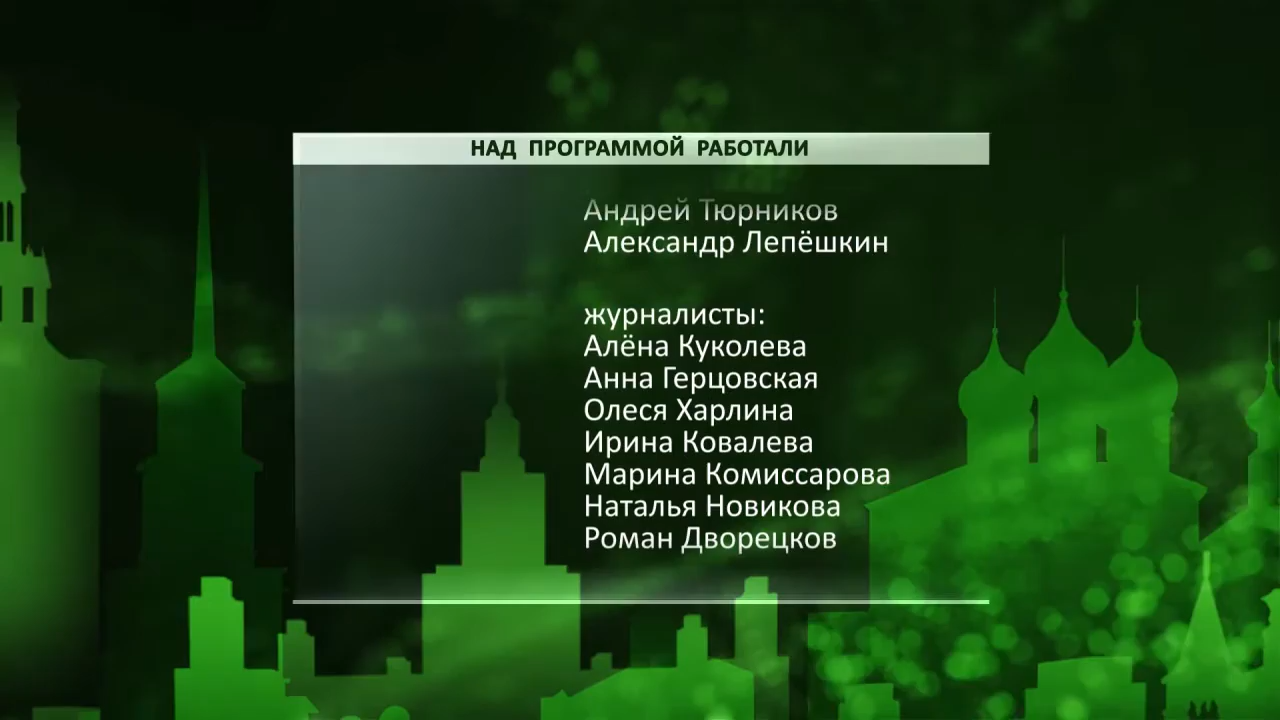 НАД ПРОГРАММОЙ РАБОТАЛИ
Андрей Тюрников
Александр Лепёшкин
журналисты:
Алёна Куколева
Анна Герцовская
Олеся Харлина
Ирина Ковалева
Марина Комиссарова
Наталья Новикова
Роман Дворецков